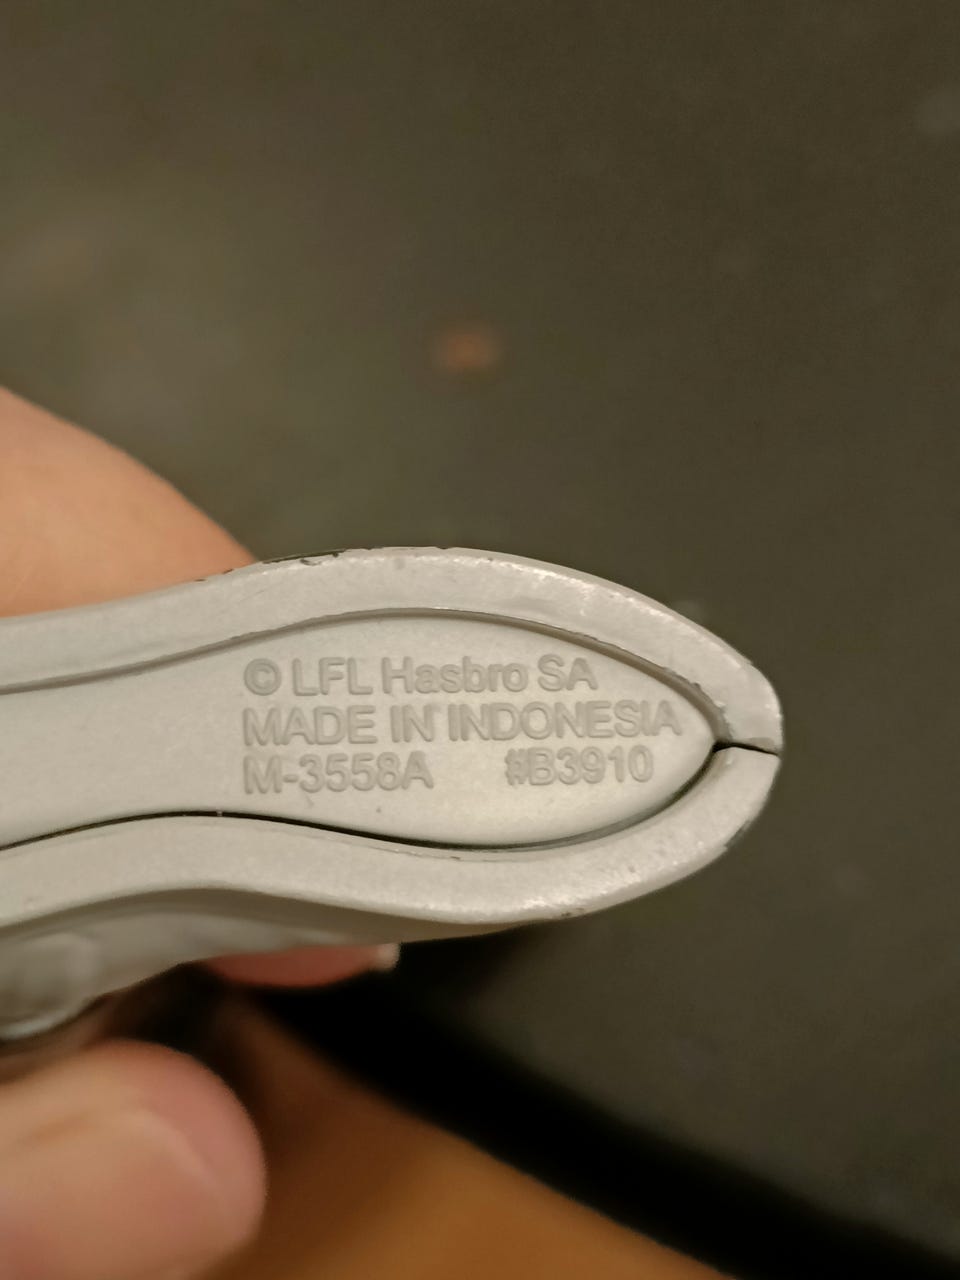 © LFL Hasbro SA
MADE IN INDONESIA
M-3558A #B3910